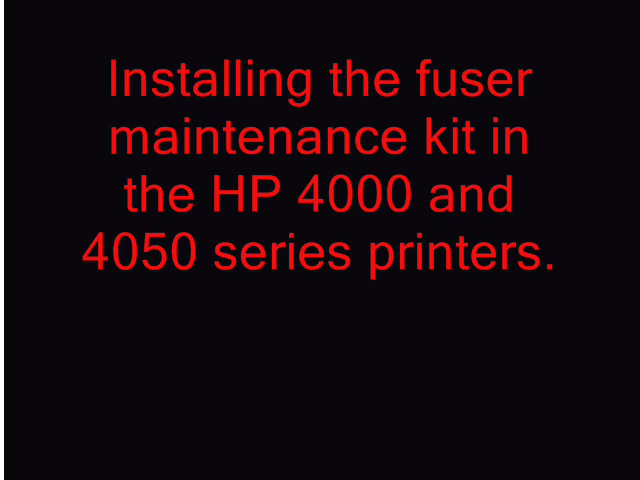 Installing the fuser
maintenance kit in
the HP 4000 and
4050 series printers.